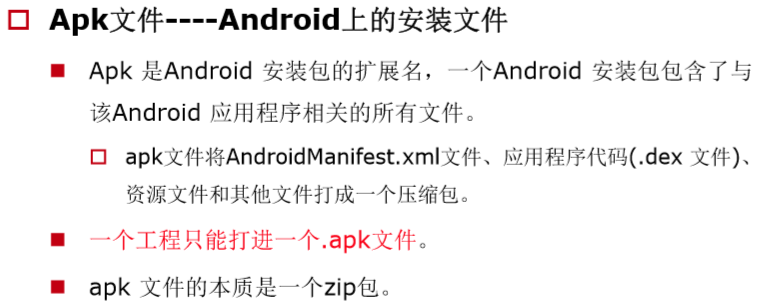 Apk文件----Android上的安装文件
Apk 是Android 安装包的扩展名，一个Android 安装包包含了与
该Android 应用程序相关的所有文件。
apk文件将AndroidManifest.xml文件、应用程序代码(.dex 文件)、
资源文件和其他文件打成一个压缩包。
一个工程只能打进一个.apk文件。
apk 文件的本质是一个zip包。